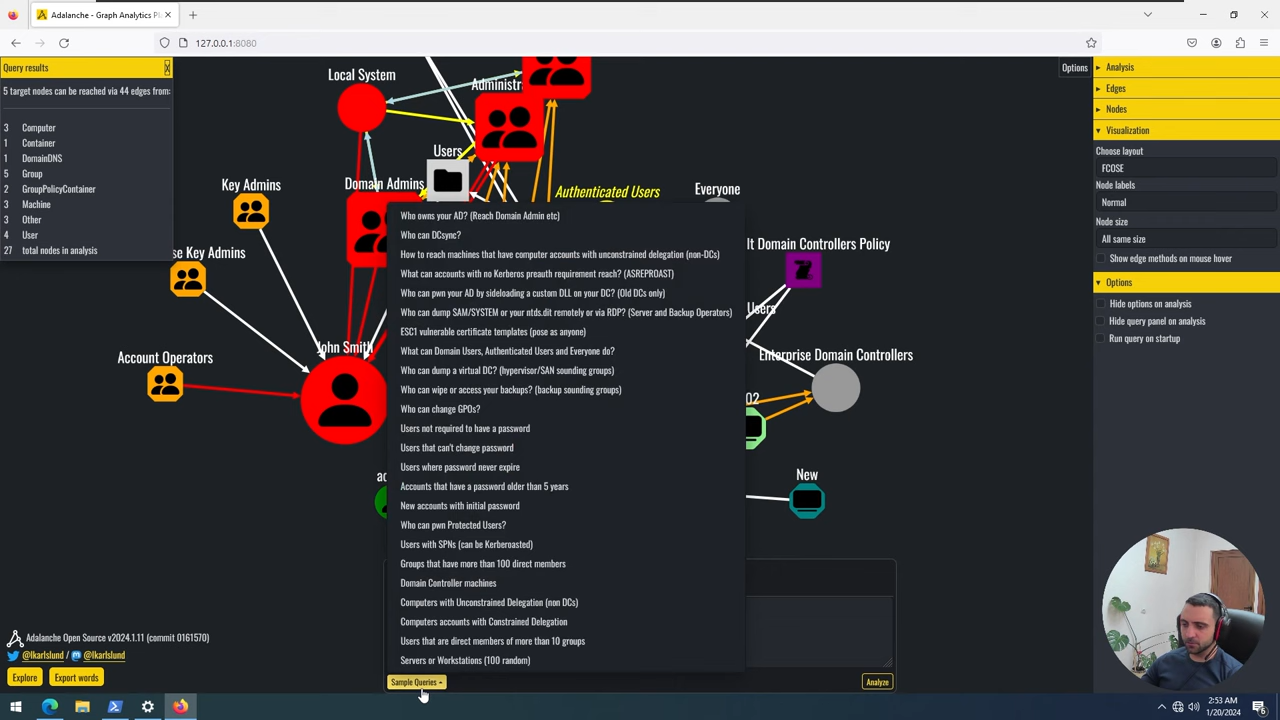 Adalanche - Graph Analytics Pl
127.0.0.1:8080
Query results
X
5 target nodes can be reached via 44 edges from:
3 Computer
1 Container
1 DomainDNS
5 Group
2 GroupPolicyContainer
3 Machine
3 Other
4 User
27 total nodes in analysis
Local System
Administr
Users
Domain Admins
Key Admins
se Key Admins
Authenticated Users
Everyone
lt Domain Controllers Policy
Users
John Smith
Account Operators
Enterprise Domain Controllers
02
New
Who owns your AD? (Reach Domain Admin etc)
Who can DCsync?
How to reach machines that have computer accounts with unconstrained delegation (non-DCs)
What can accounts with no Kerberos preauth requirement reach? (ASREPROAST)
Who can pwn your AD by sideloading a custom DLL on your DC? (Old DCs only)
Who can dump SAM/SYSTEM or your ntds.dit remotely or via RDP? (Server and Backup Operators)
ESC1 vulnerable certificate templates (pose as anyone)
What can Domain Users, Authenticated Users and Everyone do?
Who can dump a virtual DC? (hypervisor/SAN sounding groups)
Who can wipe or access your backups? (backup sounding groups)
Who can change GPOs?
Users not required to have a password
Users that can't change password
Users where password never expire
Accounts that have a password older than 5 years
New accounts with initial password
Who can pwn Protected Users?
Users with SPNs (can be Kerberoasted)
Groups that have more than 100 direct members
Domain Controller machines
Computers with Unconstrained Delegation (non DCs)
Computers accounts with Constrained Delegation
Users that are direct members of more than 10 groups
Servers or Workstations (100 random)
Sample Queries
Analyze
Options
Analysis
Edges
Nodes
Visualization
Choose layout
FCOSE
Node labels
Normal
Node size
All same size
Show edge methods on mouse hover
Options
Hide options on analysis
Hide query panel on analysis
Run query on startup
Adalanche Open Source v2024.1.11 (commit 0161570)
@lkarlslund / @lkarlslund
Explore
Export words
2:53 AM
1/20/2024